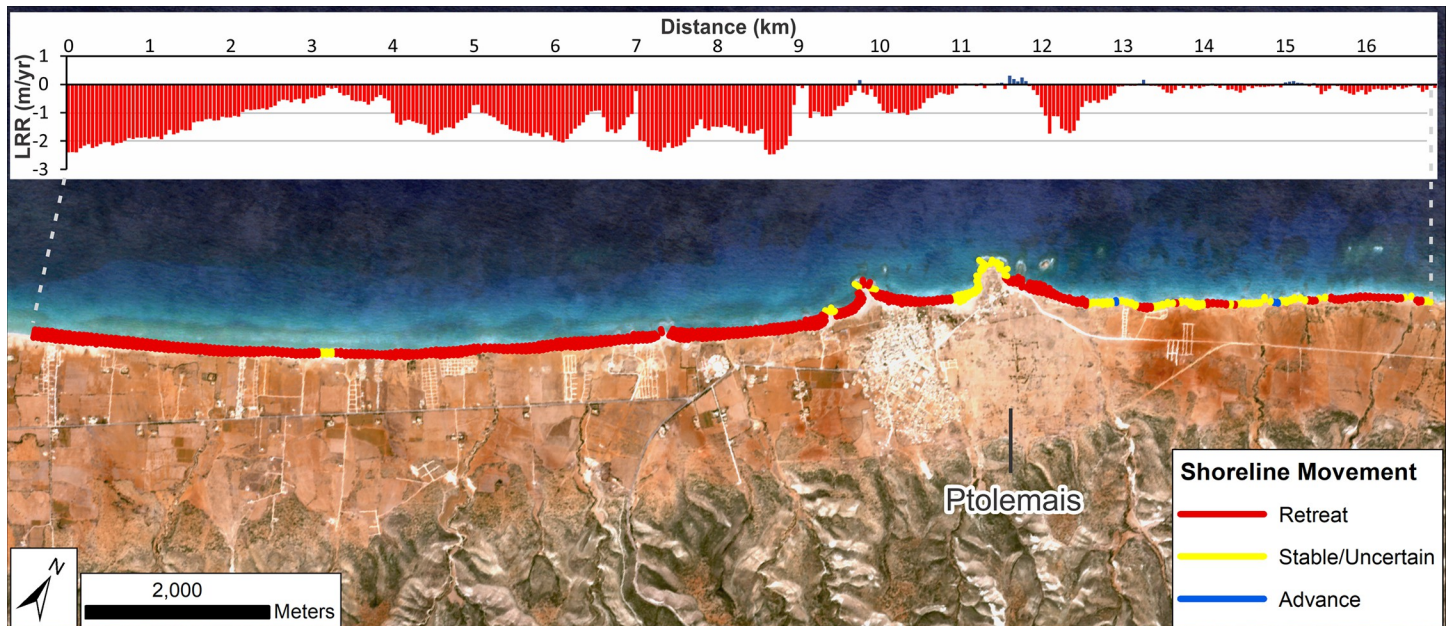 Distance (km)
0 1 2 3 4 5 6 7 8 9 10 11 12 13 14 15 16
LRR (m/yr)
1
0
-1
-2
-3
Ptolemais
Shoreline Movement
Retreat
Stable/Uncertain
Advance
N
2,000
Meters